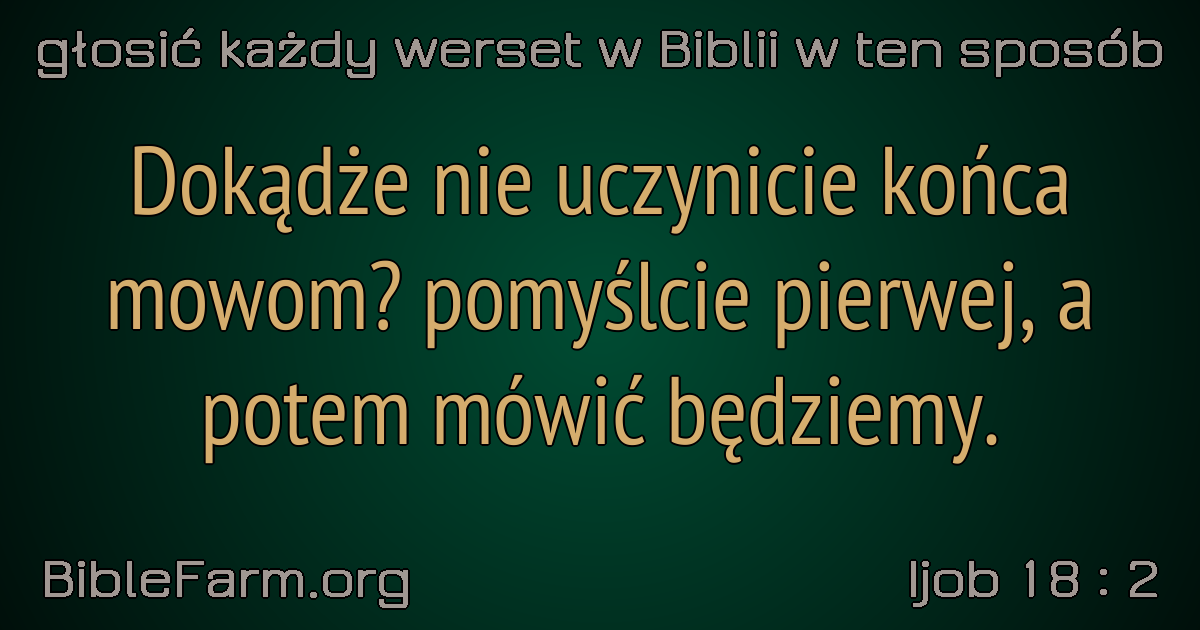 głosić każdy werset w Biblii w ten sposób
Dokądże nie uczynicie końca
mowom? pomyślcie pierwej, a
potem mówić będziemy.
BibleFarm.org
Ijob 18 : 2